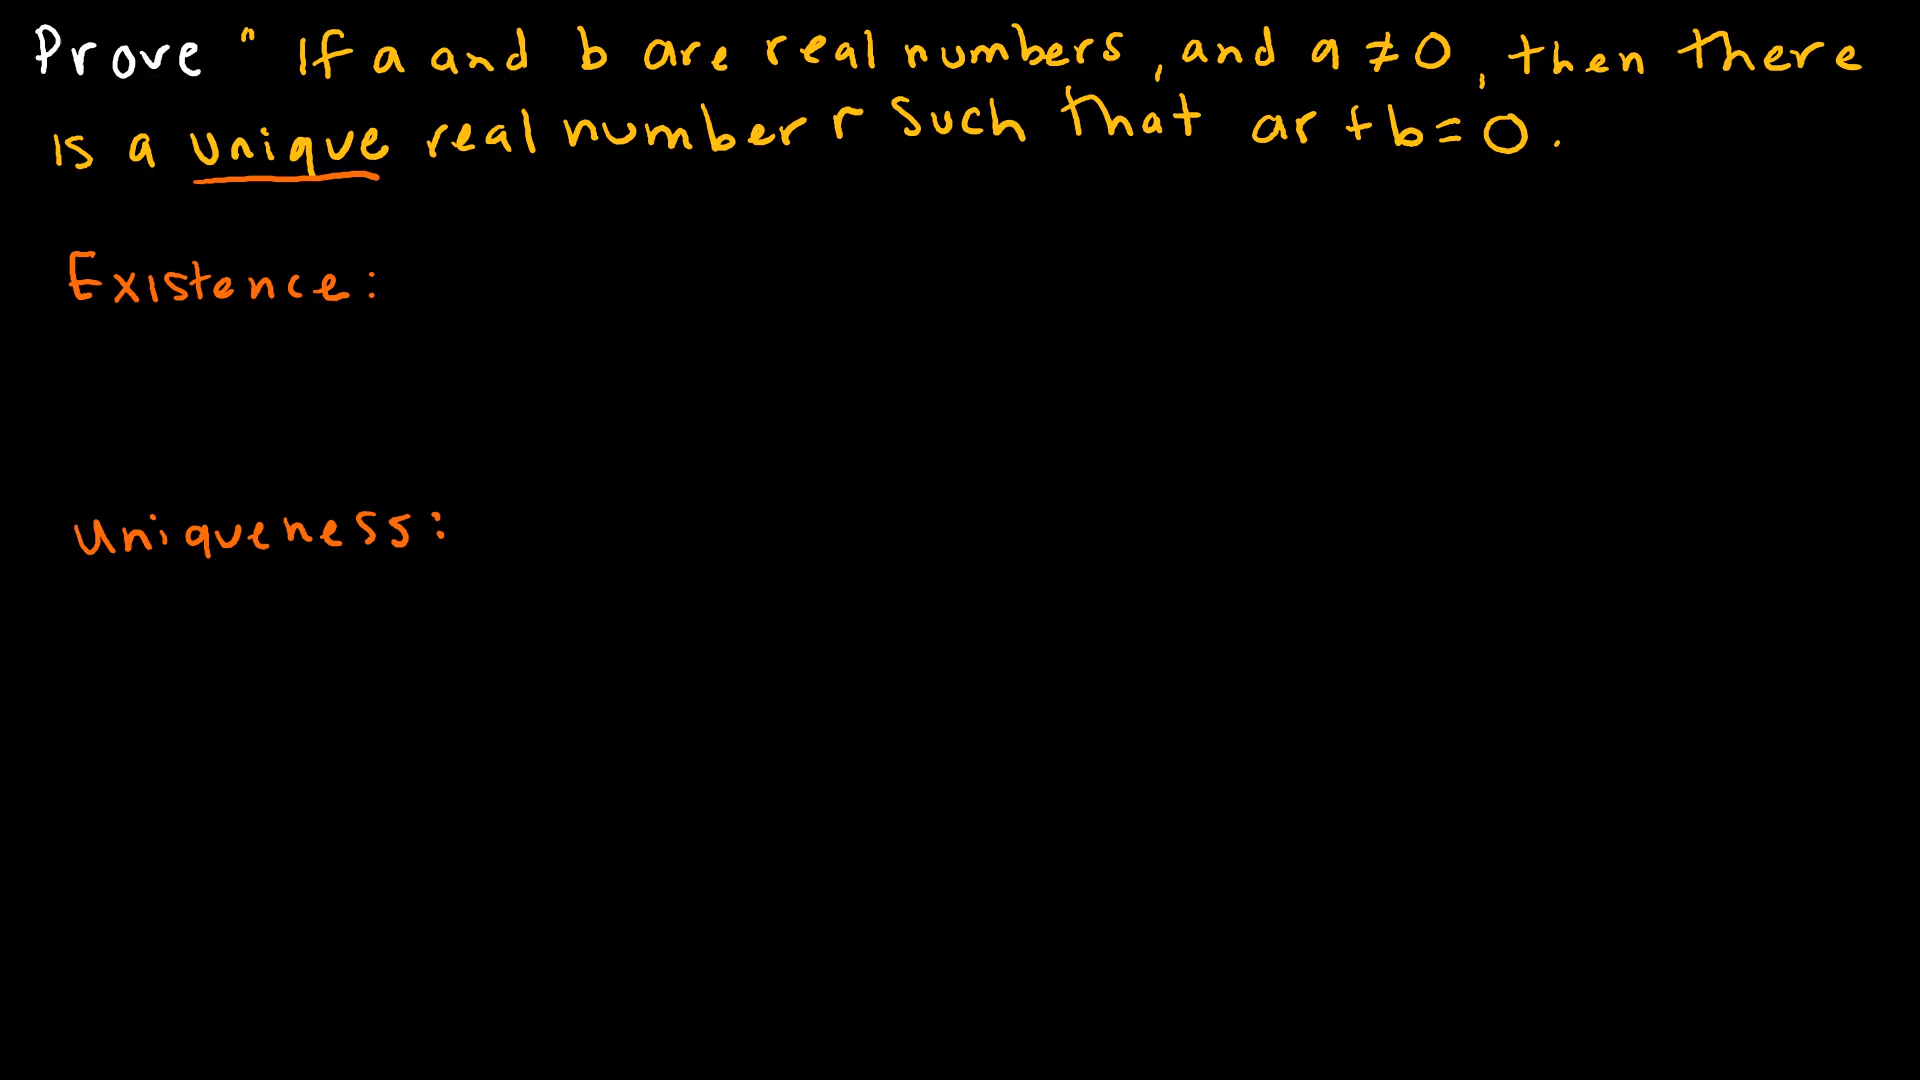 Prove " If a and b are real numbers, and a ≠ 0, then there
is a unique real number r such that ar + b = 0.
Existence:
Uniqueness: